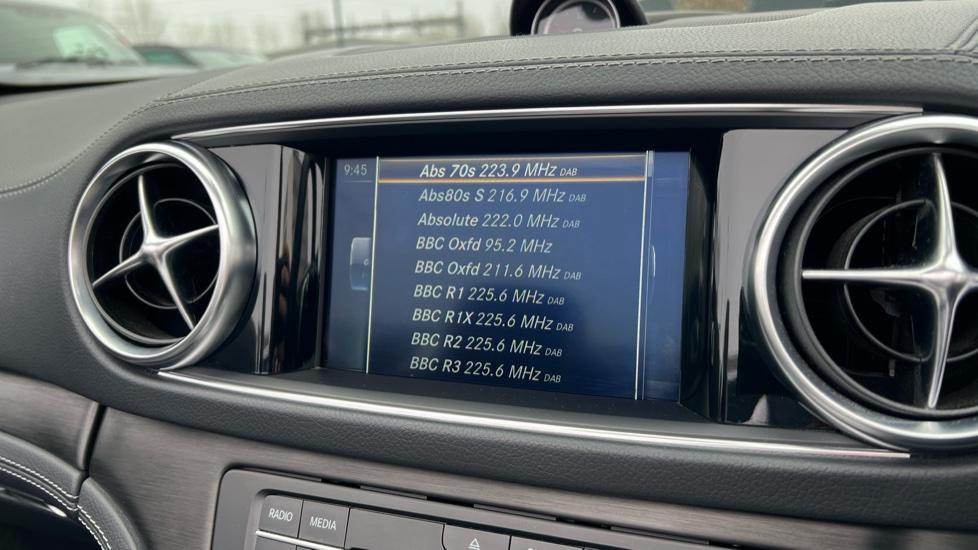 9:45
Abs 70s 223.9 MHz DAB
Abs80s S 216.9 MHz DAB
Absolute 222.0 MHz DAB
BBC Oxfd 95.2 MHz
BBC Oxfd 211.6 MHz DAB
BBC R1 225.6 MHz DAB
BBC R1X 225.6 MHz DAB
BBC R2 225.6 MHz DAB
BBC R3 225.6 MHz DAB
RADIO
MEDIA